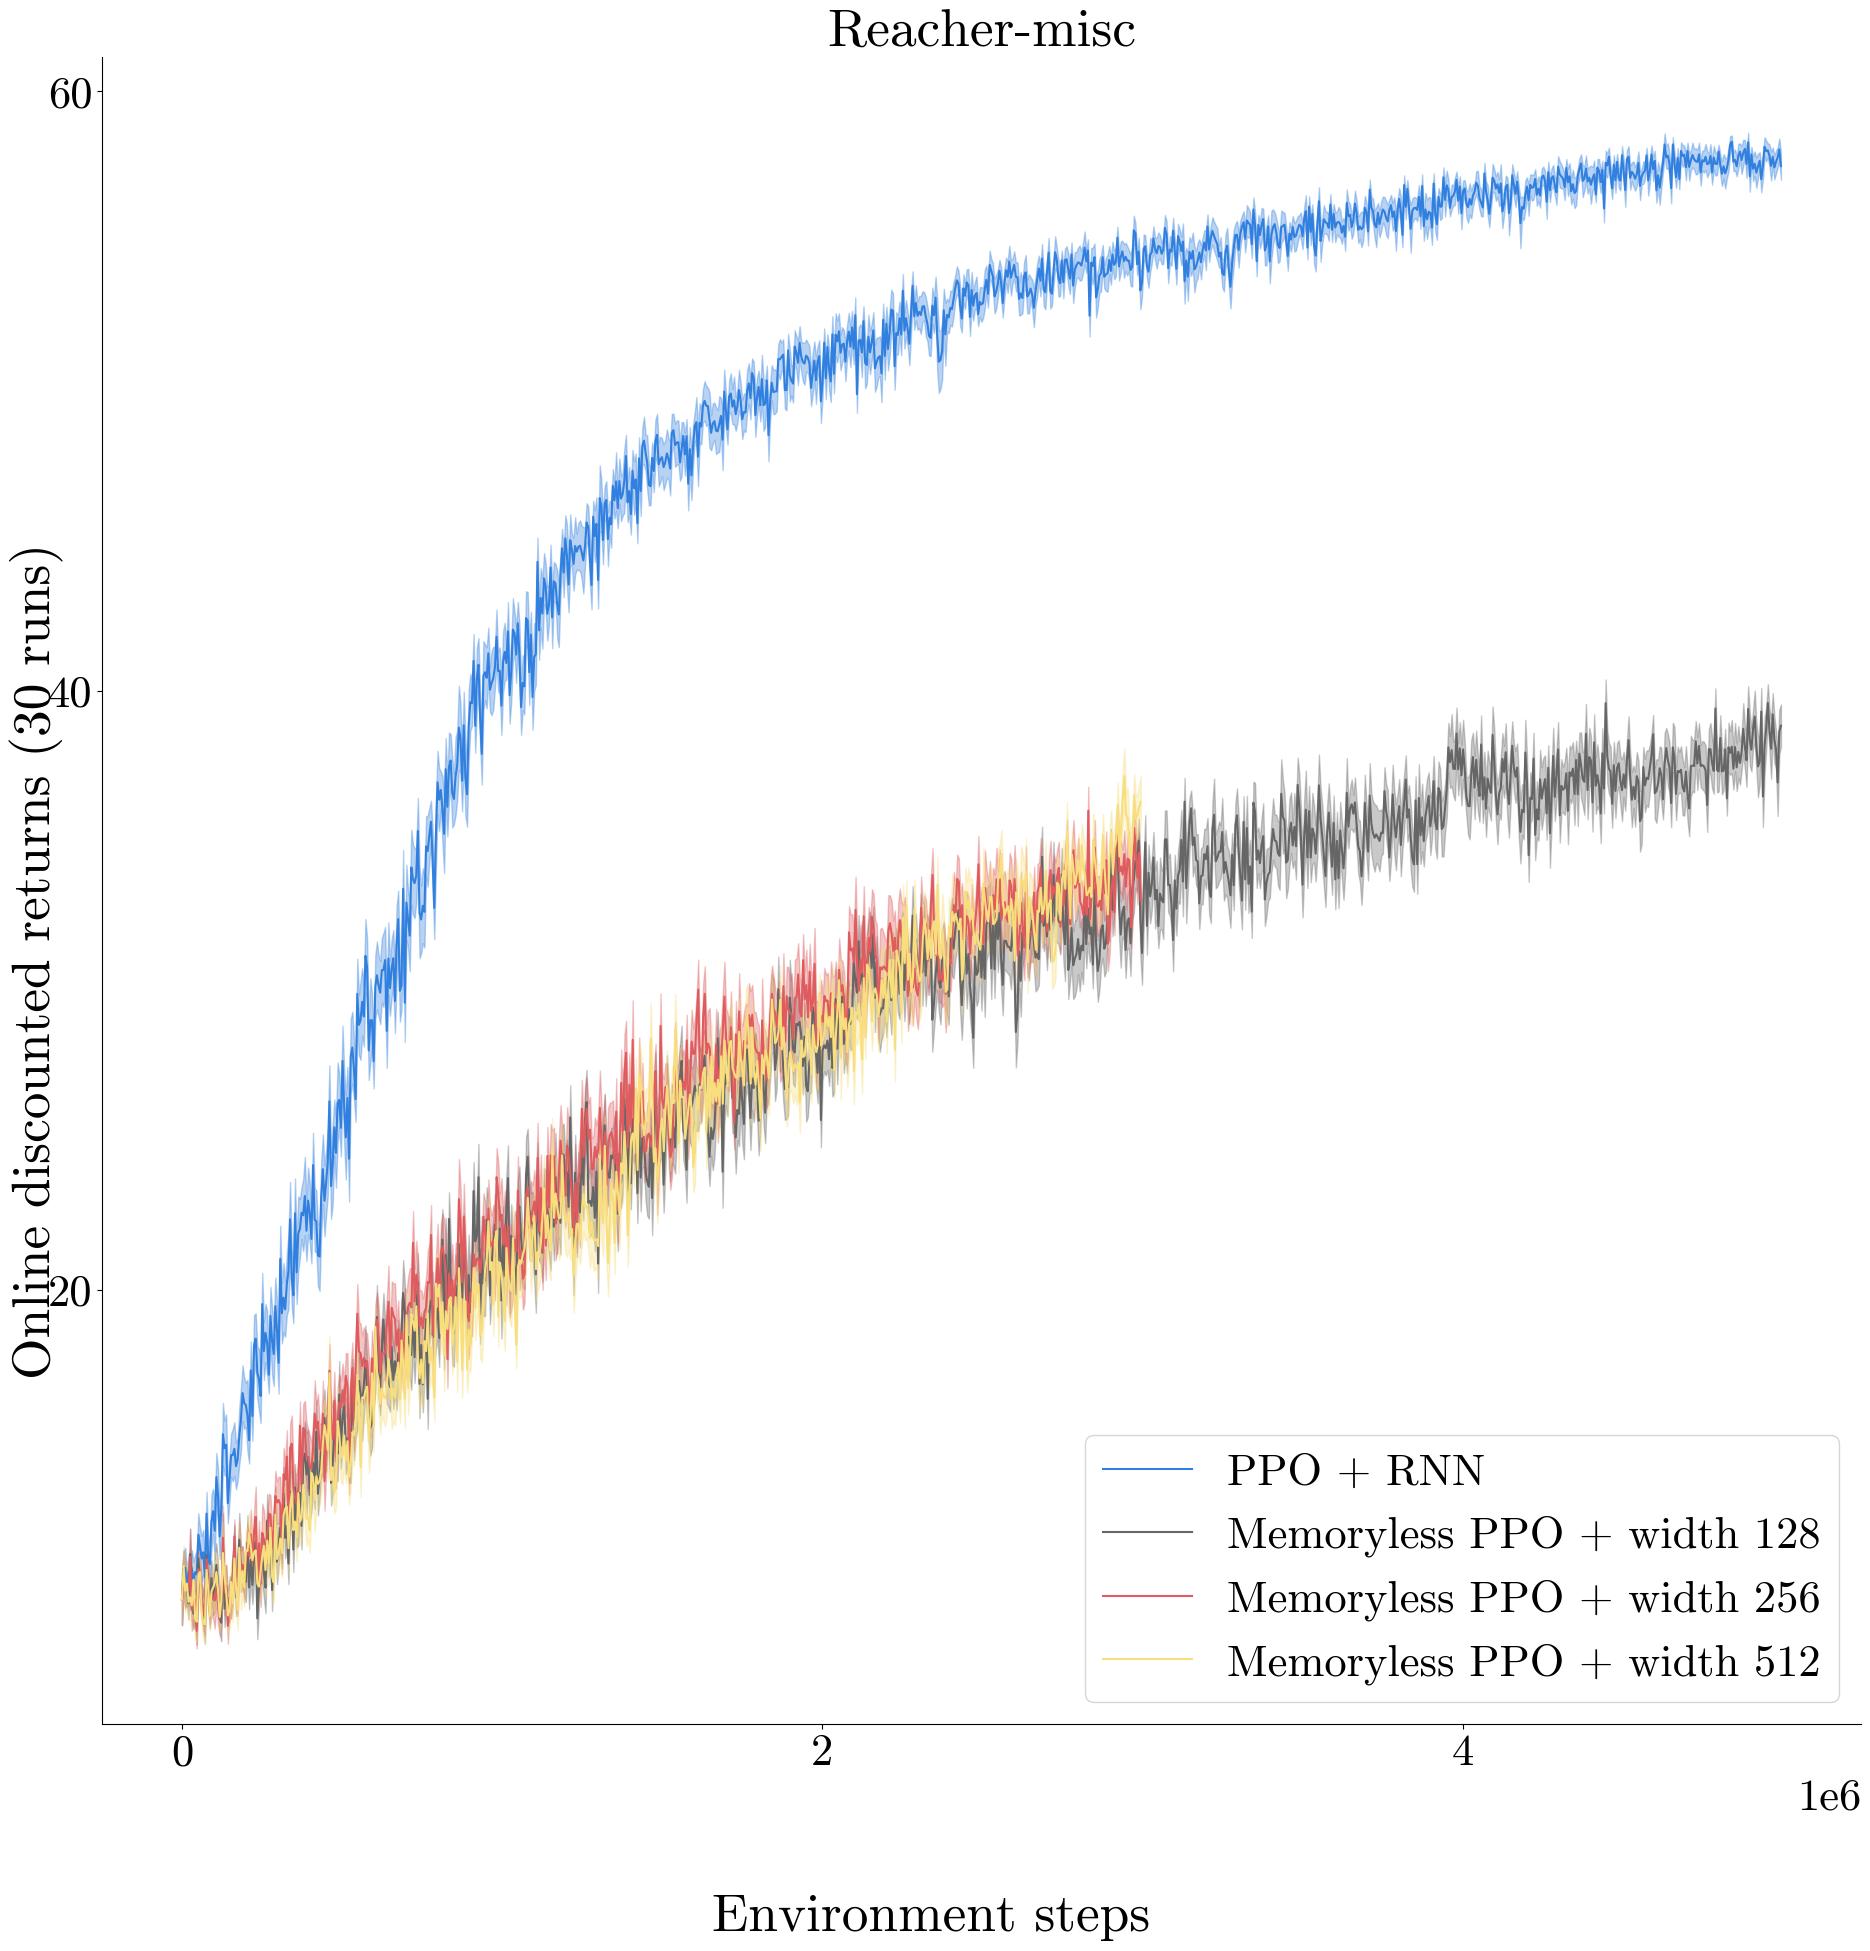 Reacher-misc
60
40
20
Online discounted returns (30 runs)
PPO + RNN
Memoryless PPO + width 128
Memoryless PPO + width 256
Memoryless PPO + width 512
0
2
4
1e6
Environment steps